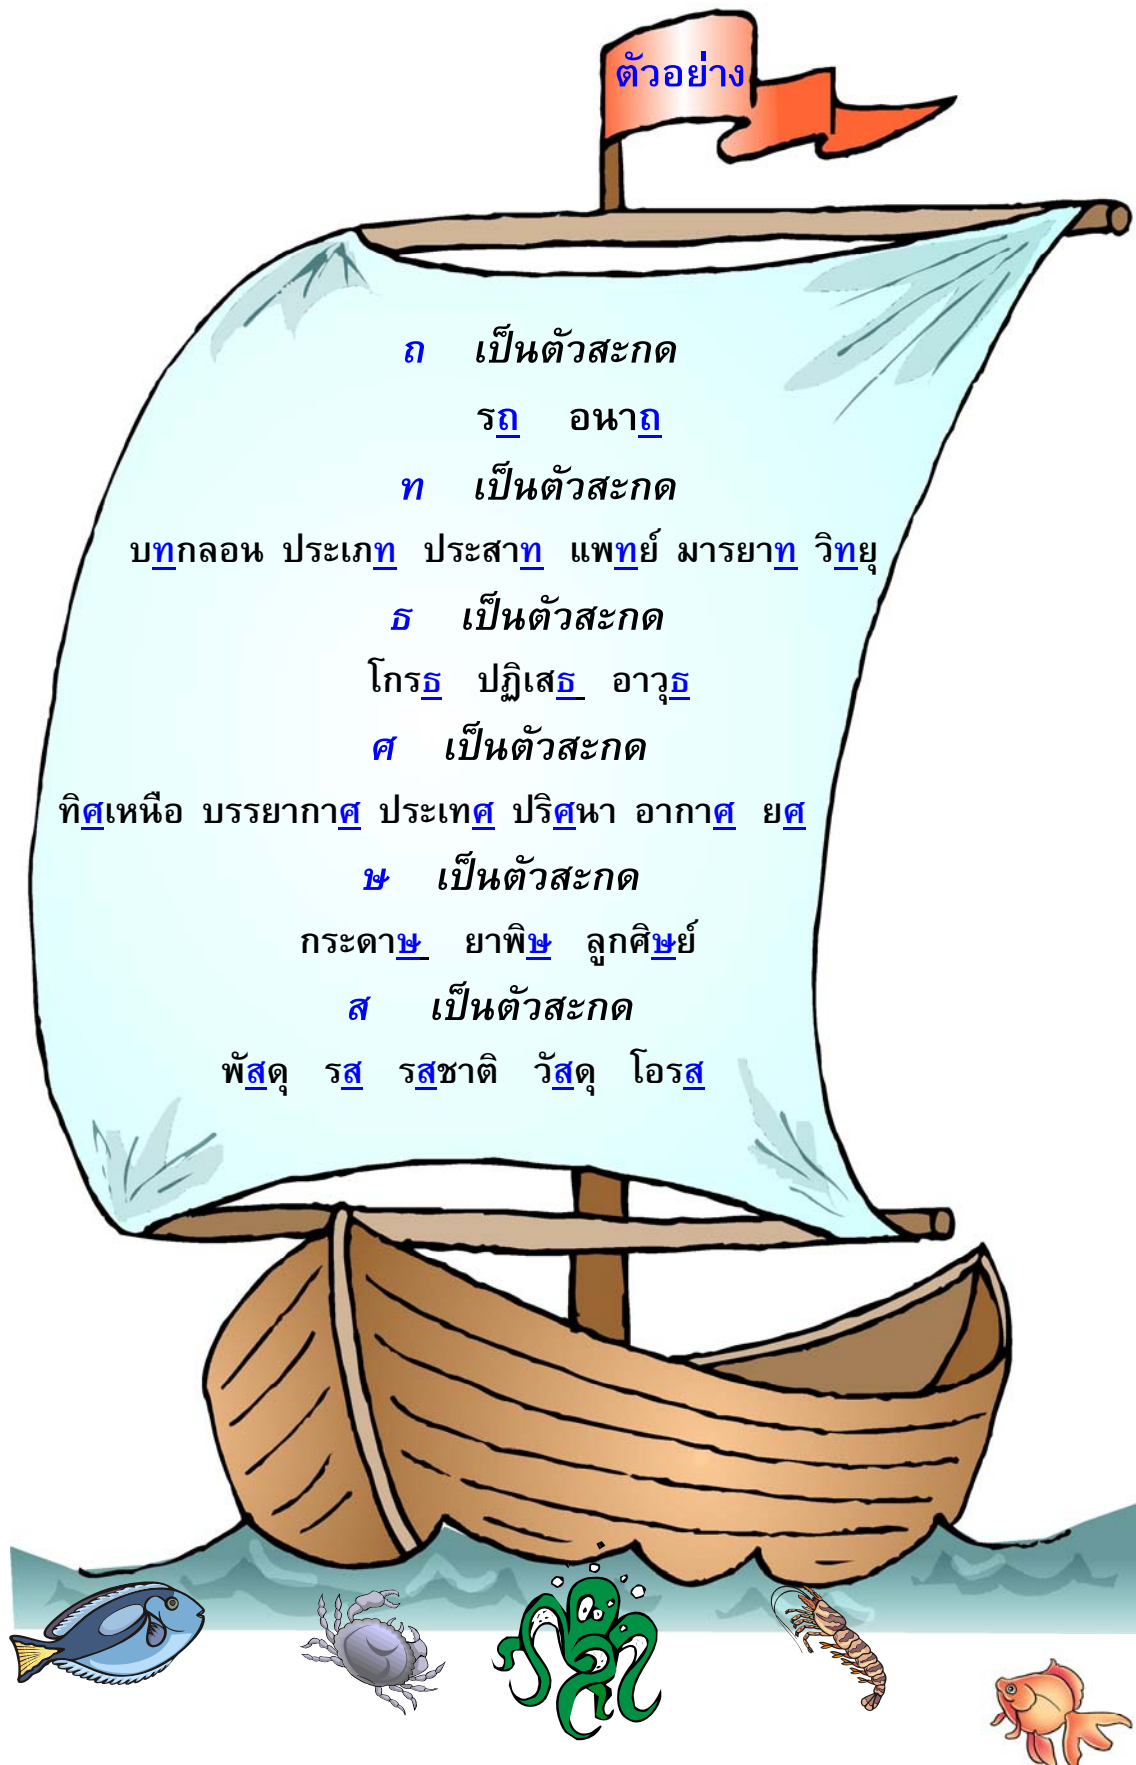 ตัวอย่าง
ถ เป็นตัวสะกด
รถ อนาถ
ท เป็นตัวสะกด
บทกลอน ประเภท ประสาท แพทย์ มารยาท วิทยุ
ธ เป็นตัวสะกด
โกรธ ปฏิเสธ อาวุธ
ศ เป็นตัวสะกด
ทิศเหนือ บรรยากาศ ประเทศ ปริศนา อากาศ ยศ
ษ เป็นตัวสะกด
กระดาษ ยาพิษ ลูกศิษย์
ส เป็นตัวสะกด
พัสดุ รส รสชาติ วัสดุ โอรส